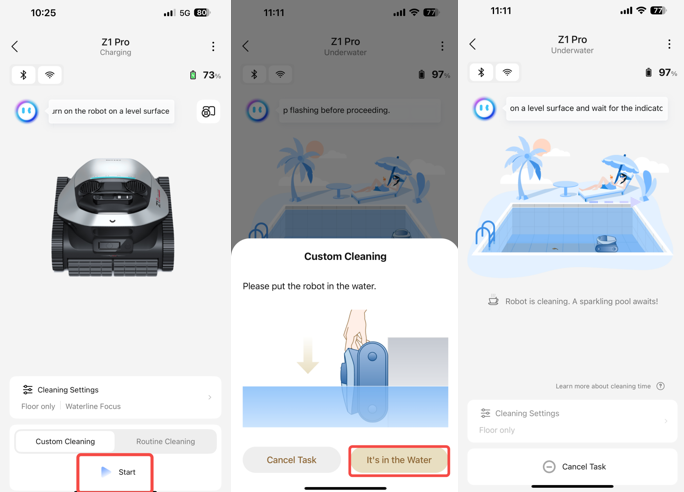 10:25
5G 80
Z1 Pro
Charging
73%
urn on the robot on a level surface
Cleaning Settings
Floor only | Waterline Focus
Custom Cleaning
Routine Cleaning
Start
11:11
77
Z1 Pro
Underwater
97%
p flashing before proceeding.
Custom Cleaning
Please put the robot in the water.
Cancel Task
It's in the Water
11:11
77
Z1 Pro
Underwater
97%
on a level surface and wait for the indicatc
Robot is cleaning. A sparkling pool awaits!
Learn more about cleaning time ?
Cleaning Settings
Floor only
Cancel Task